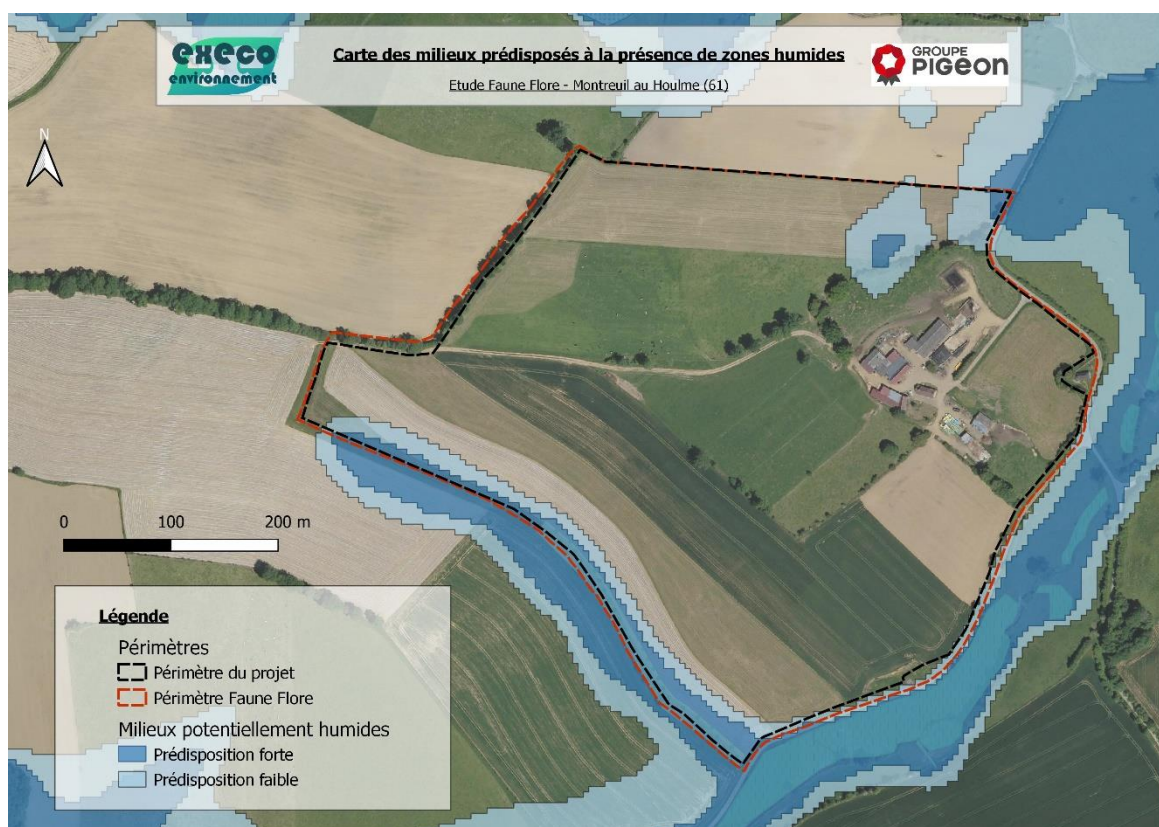 execo
environnement
Carte des milieux prédisposés à la présence de zones humides
Etude Faune Flore - Montreuil au Houlme (61)
GROUPE
PIGEON
N
0 100 200 m
Légende
Périmètres
Périmètre du projet
Périmètre Faune Flore
Milieux potentiellement humides
Prédisposition forte
Prédisposition faible